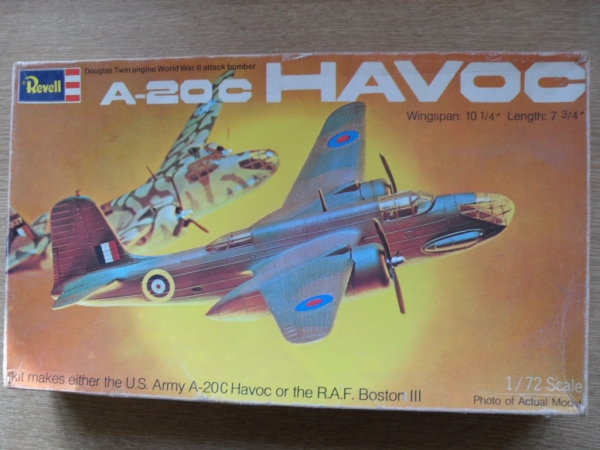 Revell
Douglas Twin engine World War II attack bomber
A-20C HAVOC
Wingspan: 10 1/4" Length: 7 3/4"
kit makes either the U.S. Army A-20C Havoc or the R.A.F. Boston III
1/72 Scale
Photo of Actual Model